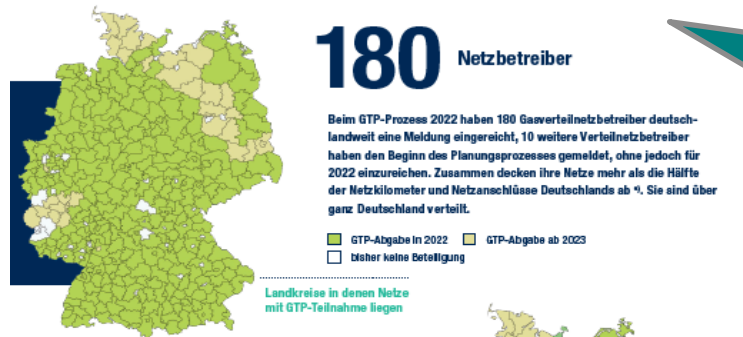 180 Netzbetreiber
Beim GTP-Prozess 2022 haben 180 Gasverteilnetzbetreiber deutsch-
landweit eine Meldung eingereicht, 10 weitere Verteilnetzbetreiber
haben den Beginn des Planungsprozesses gemeldet, ohne jedoch für
2022 einzureichen. Zusammen decken ihre Netze mehr als die Hälfte
der Netzkilometer und Netzanschlüsse Deutschlands ab. Sie sind über
ganz Deutschland verteilt.
GTP-Abgabe in 2022 GTP-Abgabe ab 2023
bisher keine Beteiligung
Landkreise in denen Netze
mit GTP-Teilnahme liegen